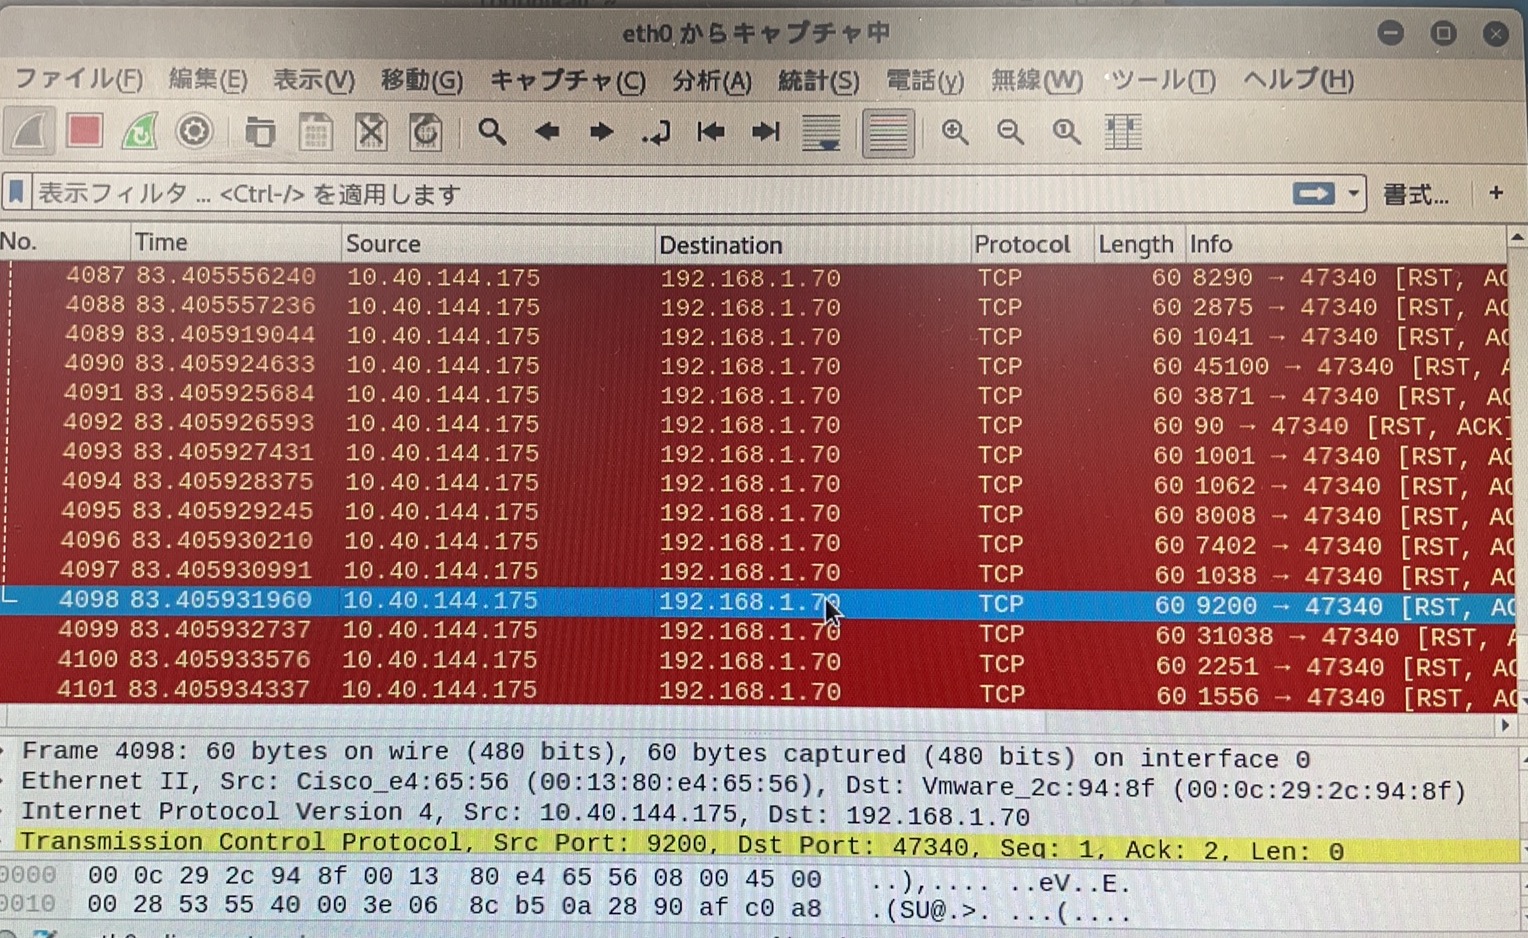 eth0 からキャプチャ中
ファイル(F) 編集(E) 表示(V) 移動(G) キャプチャ(C) 分析(A) 統計(S) 電話(y) 無線(W) ツール(T) ヘルプ(H)
表示フィルタ ... <Ctrl-/> を適用します 書式... +
No. Time Source Destination Protocol Length Info
4087 83.405556240 10.40.144.175 192.168.1.70 TCP 60 8290 → 47340 [RST, AC
4088 83.405557236 10.40.144.175 192.168.1.70 TCP 60 2875 → 47340 [RST, AC
4089 83.405919044 10.40.144.175 192.168.1.70 TCP 60 1041 → 47340 [RST, AC
4090 83.405924633 10.40.144.175 192.168.1.70 TCP 60 45100 → 47340 [RST, A
4091 83.405925684 10.40.144.175 192.168.1.70 TCP 60 3871 → 47340 [RST, AC
4092 83.405926593 10.40.144.175 192.168.1.70 TCP 60 90 → 47340 [RST, ACK]
4093 83.405927431 10.40.144.175 192.168.1.70 TCP 60 1001 → 47340 [RST, AC
4094 83.405928375 10.40.144.175 192.168.1.70 TCP 60 1062 → 47340 [RST, AC
4095 83.405929245 10.40.144.175 192.168.1.70 TCP 60 8008 → 47340 [RST, AC
4096 83.405930210 10.40.144.175 192.168.1.70 TCP 60 7402 → 47340 [RST, AC
4097 83.405930991 10.40.144.175 192.168.1.70 TCP 60 1038 → 47340 [RST, AC
4098 83.405931960 10.40.144.175 192.168.1.70 TCP 60 9200 → 47340 [RST, AC
4099 83.405932737 10.40.144.175 192.168.1.70 TCP 60 31038 → 47340 [RST, A
4100 83.405933576 10.40.144.175 192.168.1.70 TCP 60 2251 → 47340 [RST, AC
4101 83.405934337 10.40.144.175 192.168.1.70 TCP 60 1556 → 47340 [RST, AC
Frame 4098: 60 bytes on wire (480 bits), 60 bytes captured (480 bits) on interface 0
Ethernet II, Src: Cisco_e4:65:56 (00:13:80:e4:65:56), Dst: Vmware_2c:94:8f (00:0c:29:2c:94:8f)
Internet Protocol Version 4, Src: 10.40.144.175, Dst: 192.168.1.70
Transmission Control Protocol, Src Port: 9200, Dst Port: 47340, Seq: 1, Ack: 2, Len: 0
0000 00 0c 29 2c 94 8f 00 13 80 e4 65 56 08 00 45 00 ..),.... ..eV..E.
0010 00 28 53 55 40 00 3e 06 8c b5 0a 28 90 af c0 a8 .(SU@.>. ...(....